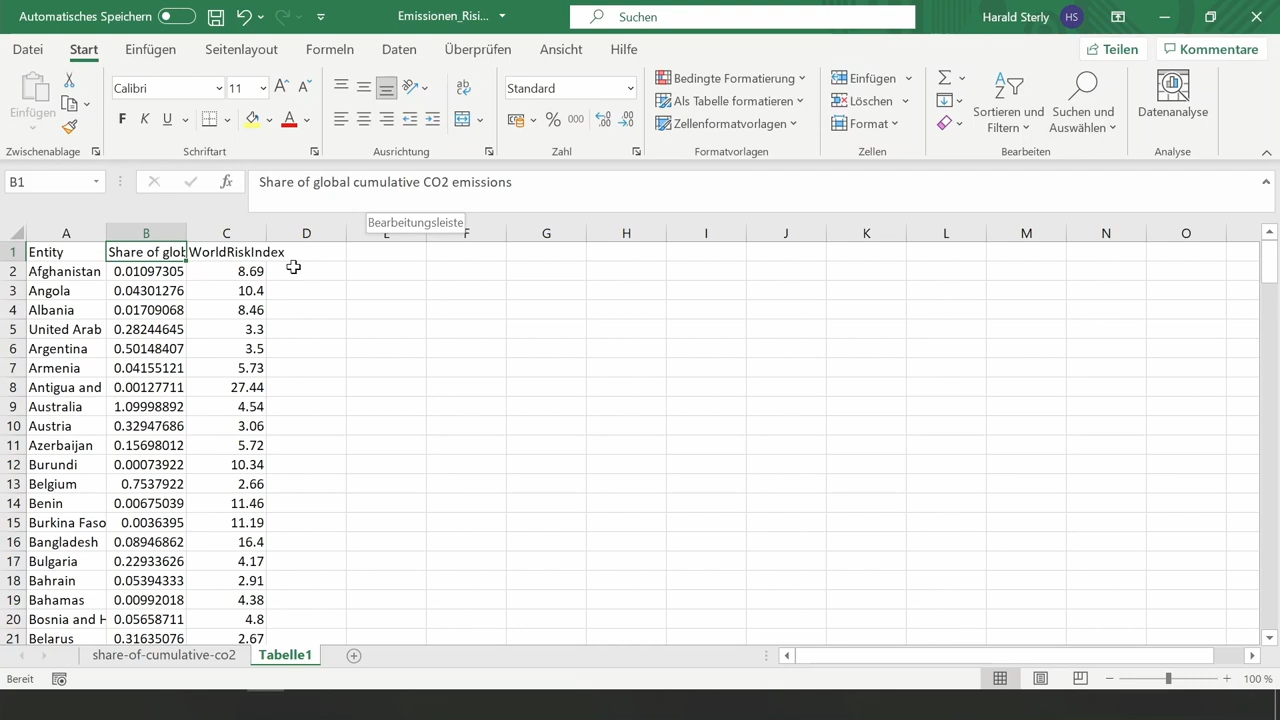 Automatisches Speichern
Emissionen_Risi...
Suchen
Harald Sterly
HS
Datei Start Einfügen Seitenlayout Formeln Daten Überprüfen Ansicht Hilfe
Teilen
Kommentare
Einfügen
Zwischenablage
Calibri 11
F K U
Schriftart
Ausrichtung
Standard
% 000
Zahl
Bedingte Formatierung
Als Tabelle formatieren
Zellenformatvorlagen
Formatvorlagen
Einfügen
Löschen
Format
Zellen
Sortieren und Filtern
Suchen und Auswählen
Bearbeiten
Datenanalyse
Analyse
B1
fx
Share of global cumulative CO2 emissions
Bearbeitungsleiste
A B C D E F G H I J K L M N O
1 Entity Share of glob WorldRiskIndex
2 Afghanistan 0.01097305 8.69
3 Angola 0.04301276 10.4
4 Albania 0.01709068 8.46
5 United Arab 0.28244645 3.3
6 Argentina 0.50148407 3.5
7 Armenia 0.04155121 5.73
8 Antigua and 0.00127711 27.44
9 Australia 1.09998892 4.54
10 Austria 0.32947686 3.06
11 Azerbaijan 0.15698012 5.72
12 Burundi 0.00073922 10.34
13 Belgium 0.7537922 2.66
14 Benin 0.00675039 11.46
15 Burkina Faso 0.0036395 11.19
16 Bangladesh 0.08946862 16.4
17 Bulgaria 0.22933626 4.17
18 Bahrain 0.05394333 2.91
19 Bahamas 0.00992018 4.38
20 Bosnia and H 0.05658711 4.8
21 Belarus 0.31635076 2.67
share-of-cumulative-co2 Tabelle1
Bereit
100 %